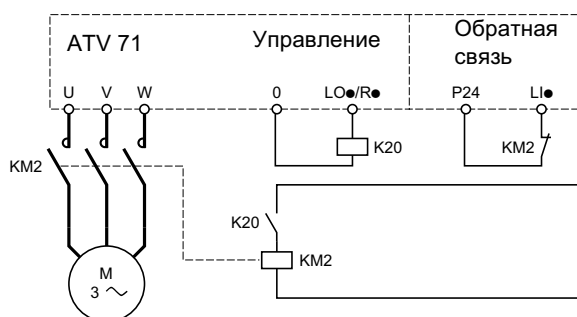 ATV 71
Управление
Обратная
связь
U
V
W
0
LO●/R●
P24
LI●
KM2
K20
KM2
K20
KM2
M
3 ~